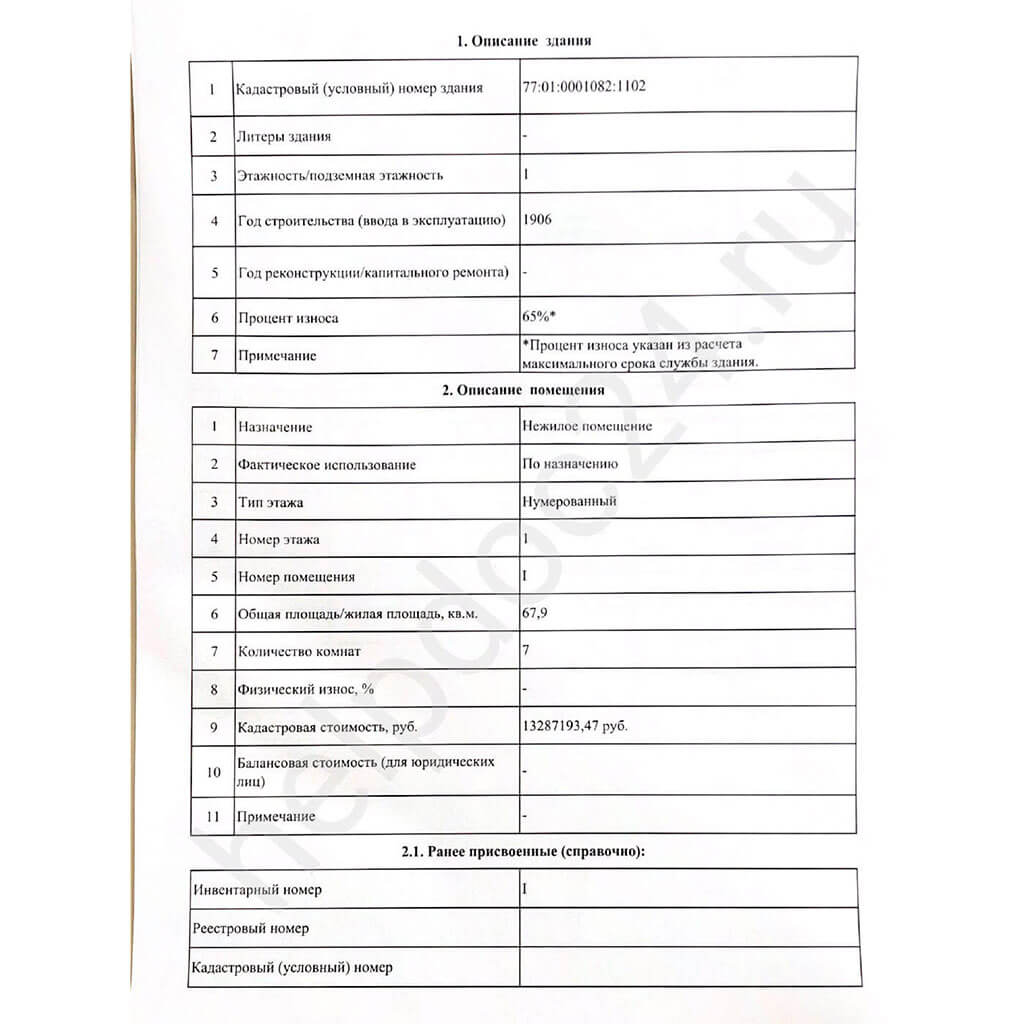 1. Описание здания
1 Кадастровый (условный) номер здания 77:01:0001082:1102
2 Литеры здания -
3 Этажность/подземная этажность 1
4 Год строительства (ввода в эксплуатацию) 1906
5 Год реконструкции/капитального ремонта) -
6 Процент износа 65%*
7 Примечание *Процент износа указан из расчета
максимального срока службы здания.
2. Описание помещения
1 Назначение Нежилое помещение
2 Фактическое использование По назначению
3 Тип этажа Нумерованный
4 Номер этажа 1
5 Номер помещения I
6 Общая площадь/жилая площадь, кв.м. 67,9
7 Количество комнат 7
8 Физический износ, % -
9 Кадастровая стоимость, руб. 13287193,47 руб.
10 Балансовая стоимость (для юридических
лиц) -
11 Примечание -
2.1. Ранее присвоенные (справочно):
Инвентарный номер I
Реестровый номер
Кадастровый (условный) номер
helpdoc24.ru